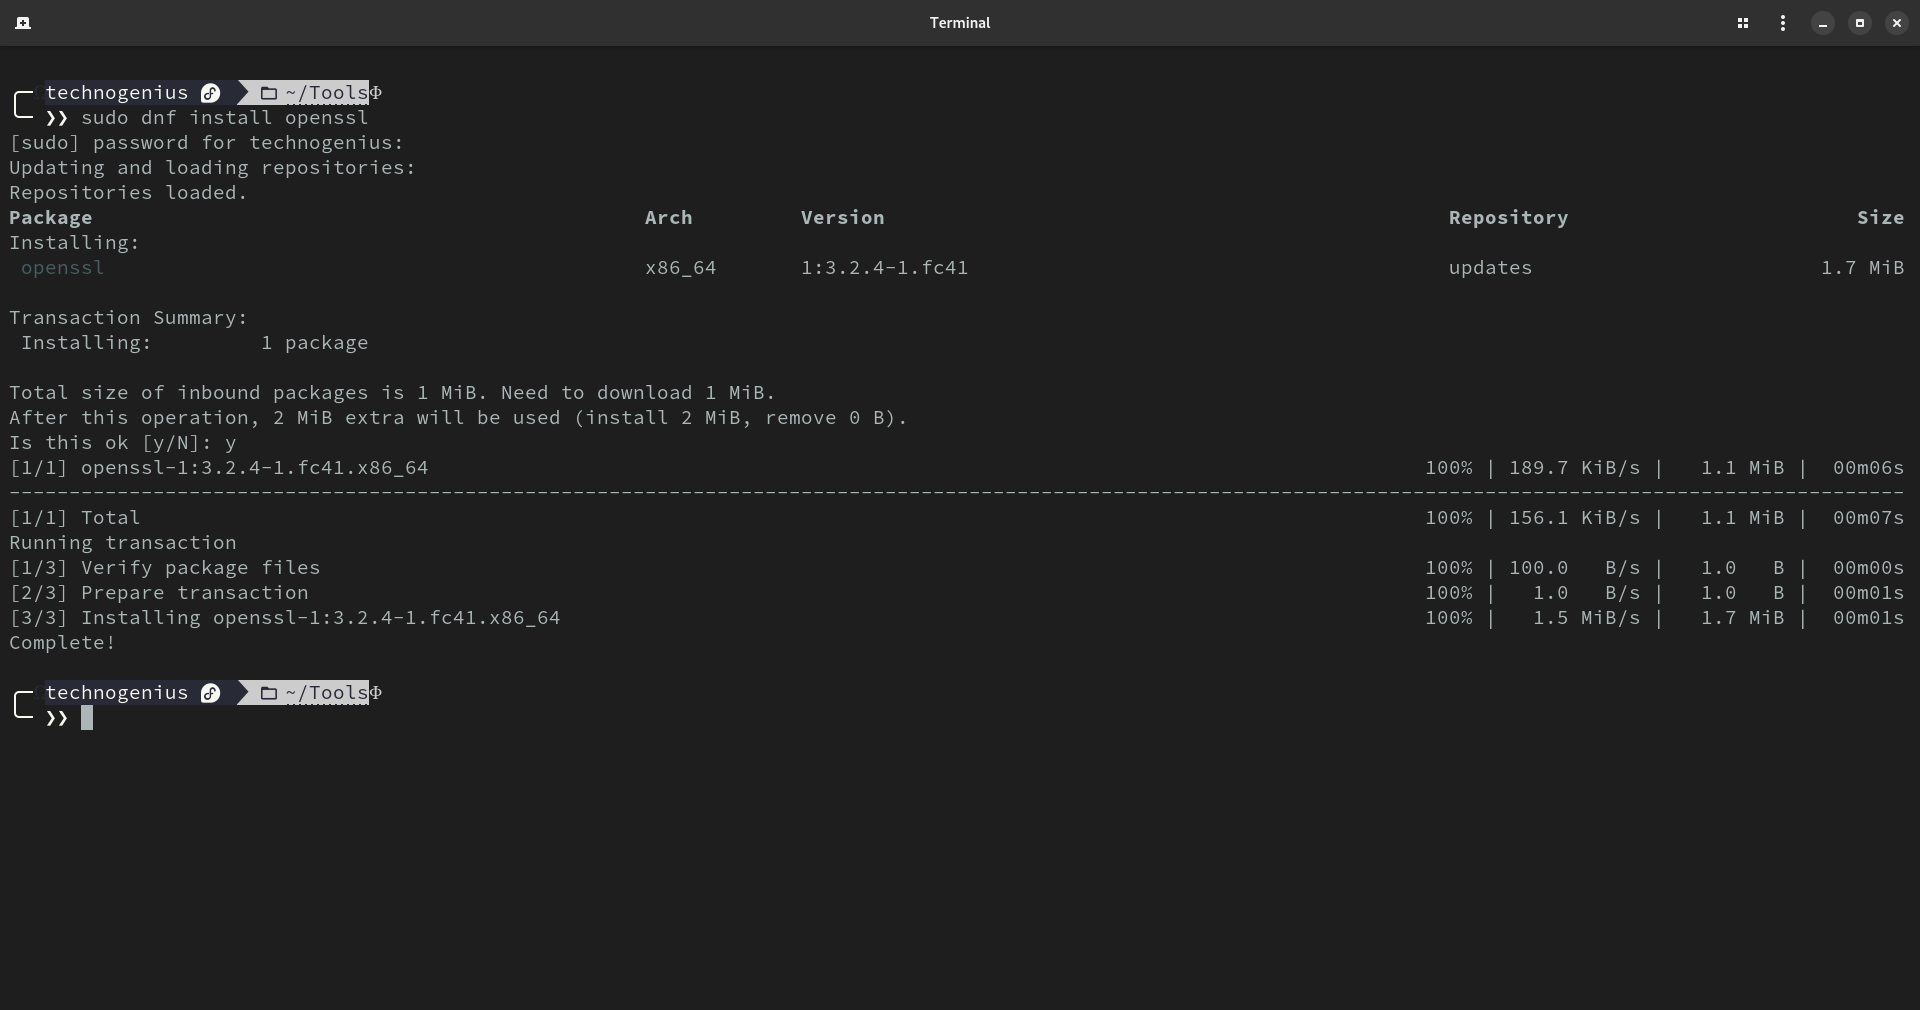 Terminal
technogenius ~/ToolsΦ
❯❯ sudo dnf install openssl
[sudo] password for technogenius:
Updating and loading repositories:
Repositories loaded.
Package Arch Version Repository Size
Installing:
openssl x86_64 1:3.2.4-1.fc41 updates 1.7 MiB
Transaction Summary:
Installing: 1 package
Total size of inbound packages is 1 MiB. Need to download 1 MiB.
After this operation, 2 MiB extra will be used (install 2 MiB, remove 0 B).
Is this ok [y/N]: y
[1/1] openssl-1:3.2.4-1.fc41.x86_64 100% | 189.7 KiB/s | 1.1 MiB | 00m06s
--------------------------------------------------------------------------------------------------------------------------------------------------------------
[1/1] Total 100% | 156.1 KiB/s | 1.1 MiB | 00m07s
Running transaction
[1/3] Verify package files 100% | 100.0 B/s | 1.0 B | 00m00s
[2/3] Prepare transaction 100% | 1.0 B/s | 1.0 B | 00m01s
[3/3] Installing openssl-1:3.2.4-1.fc41.x86_64 100% | 1.5 MiB/s | 1.7 MiB | 00m01s
Complete!
technogenius ~/ToolsΦ
❯❯